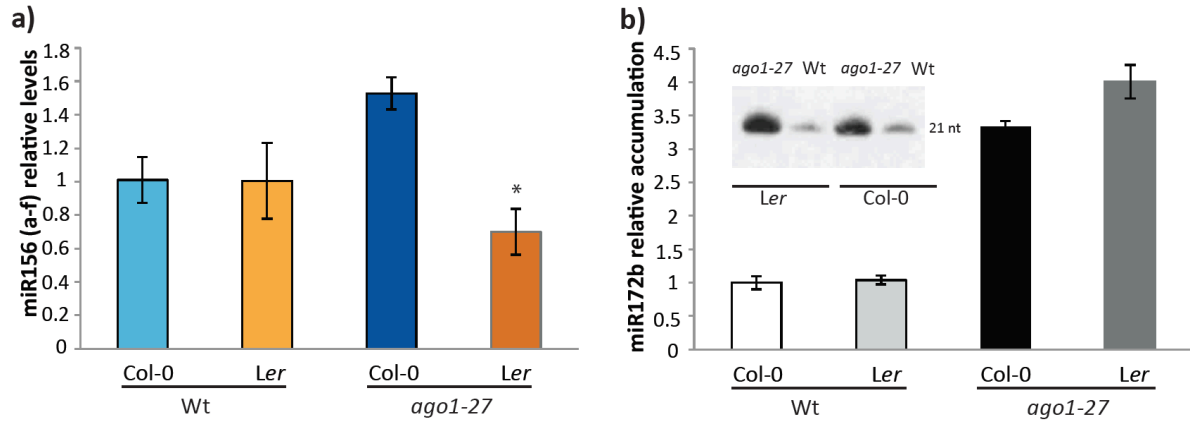 a)
miR156 (a-f) relative levels
1.8
1.6
1.4
1.2
1
0.8
0.6
0.4
0.2
0
*
Col-0 Ler Col-0 Ler
Wt ago1-27
b)
miR172b relative accumulation
4.5
4
3.5
3
2.5
2
1.5
1
0.5
0
ago1-27 Wt ago1-27 Wt
21 nt
Ler Col-0
Col-0 Ler Col-0 Ler
Wt ago1-27